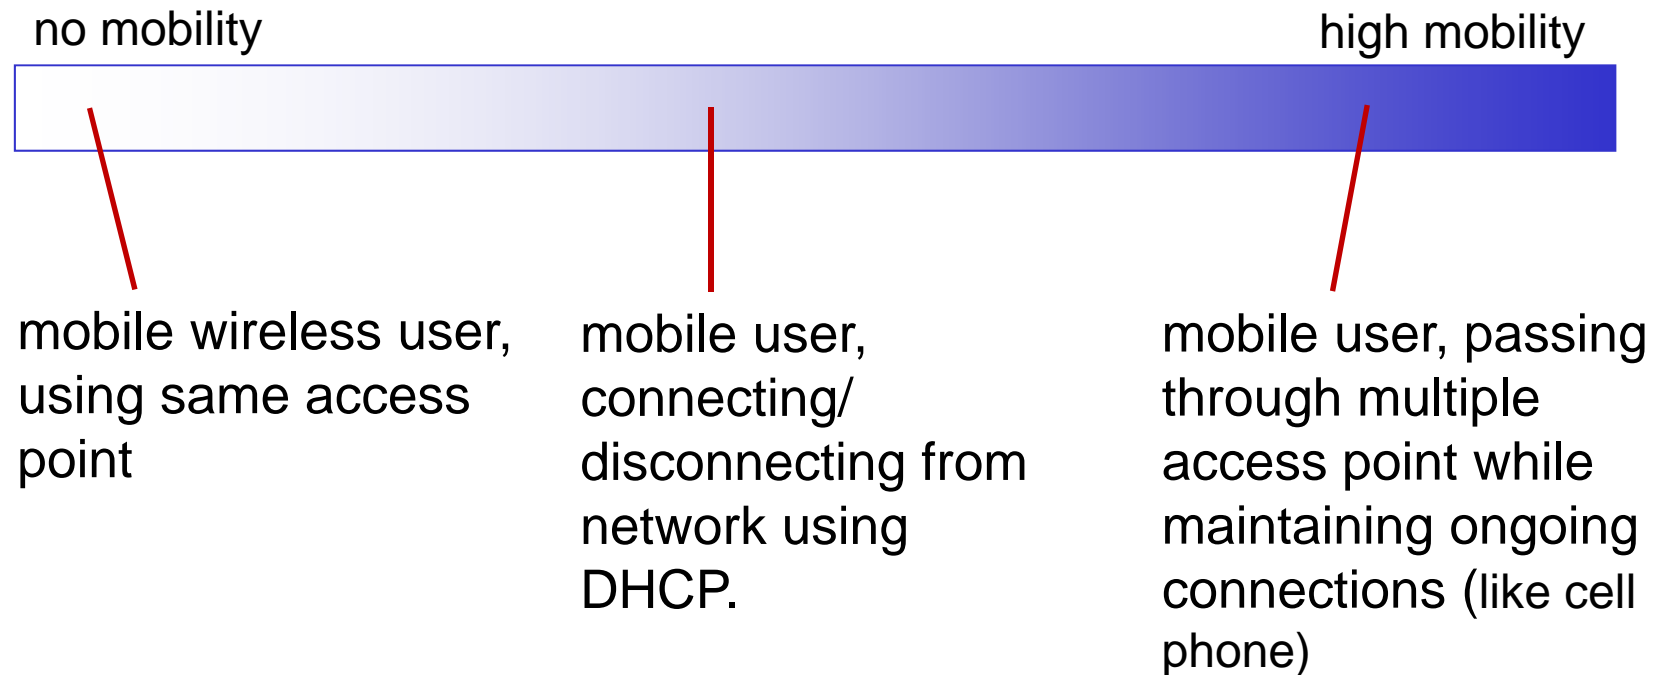 no mobility
high mobility
mobile wireless user,
using same access
point
mobile user,
connecting/
disconnecting from
network using
DHCP.
mobile user, passing
through multiple
access point while
maintaining ongoing
connections (like cell
phone)